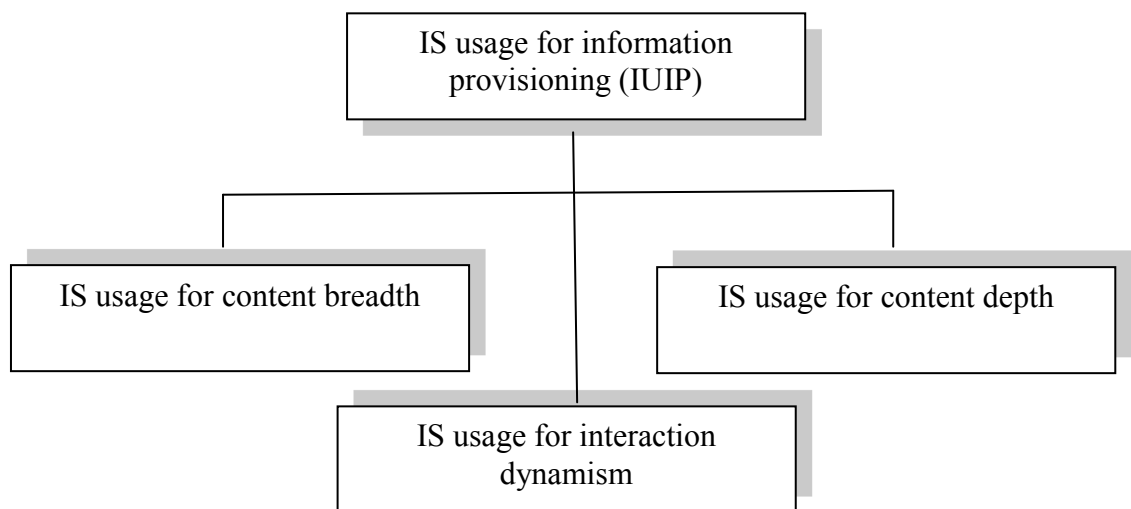 IS usage for information
provisioning (IUIP)
IS usage for content breadth
IS usage for content depth
IS usage for interaction
dynamism